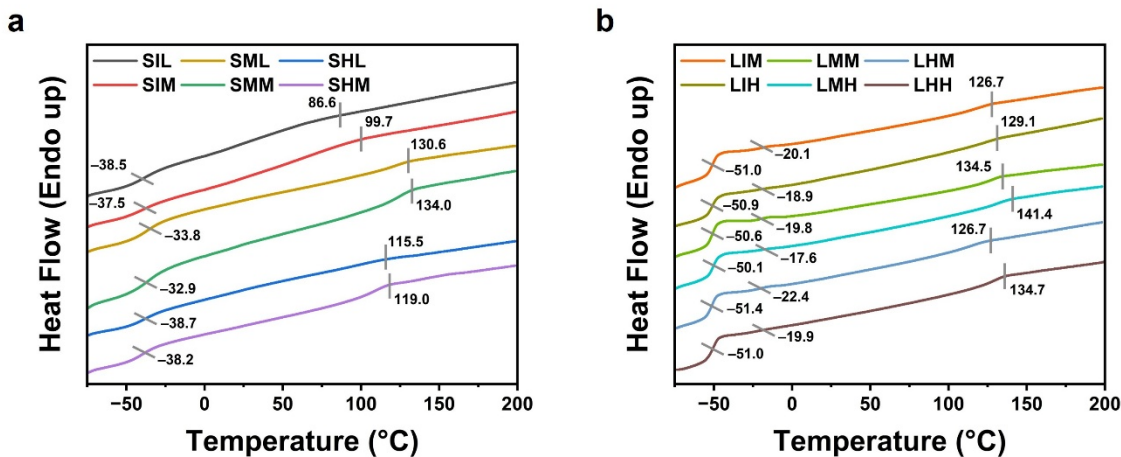 a
SIL SML SHL
SIM SMM SHM
86.6
99.7
130.6
−38.5
−37.5
134.0
−33.8
115.5
−32.9
119.0
−38.7
−38.2
Heat Flow (Endo up)
−50 0 50 100 150 200
Temperature (°C)
b
LIM LMM LHM
LIH LMH LHH
126.7
129.1
−20.1
−51.0
134.5
−18.9
−50.9
141.4
−19.8
−50.6
126.7
−17.6
−50.1
134.7
−22.4
−51.4
−19.9
−51.0
Heat Flow (Endo up)
−50 0 50 100 150 200
Temperature (°C)